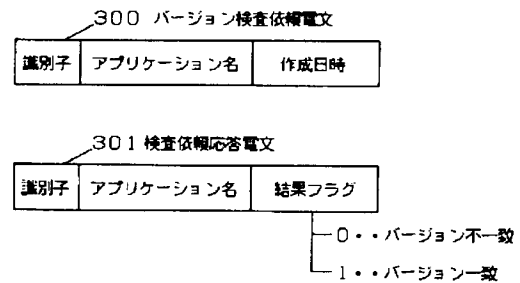 300 バージョン検査依頼電文
識別子 アプリケーション名 作成日時
301 検査依頼応答電文
識別子 アプリケーション名 結果フラグ
0・・バージョン不一致
1・・バージョン一致